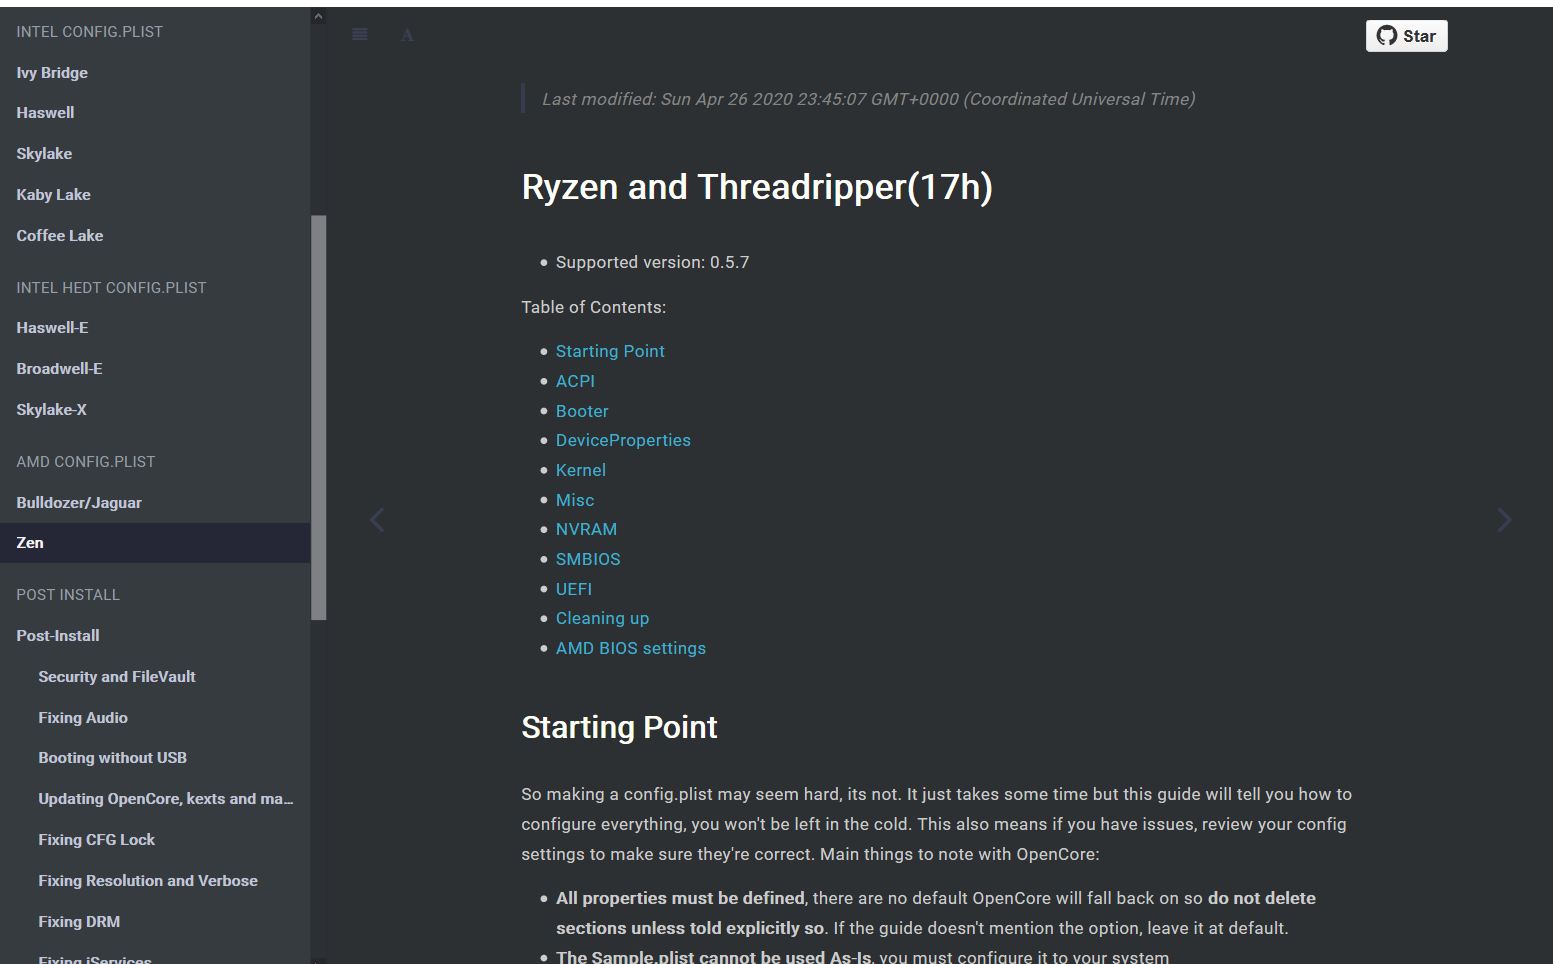 INTEL CONFIG.PLIST
Ivy Bridge
Haswell
Skylake
Kaby Lake
Coffee Lake
INTEL HEDT CONFIG.PLIST
Haswell-E
Broadwell-E
Skylake-X
AMD CONFIG.PLIST
Bulldozer/Jaguar
Zen
POST INSTALL
Post-Install
Security and FileVault
Fixing Audio
Booting without USB
Updating OpenCore, kexts and ma...
Fixing CFG Lock
Fixing Resolution and Verbose
Fixing DRM
Fixing iServices
A
Star
Last modified: Sun Apr 26 2020 23:45:07 GMT+0000 (Coordinated Universal Time)
Ryzen and Threadripper(17h)
• Supported version: 0.5.7
Table of Contents:
• Starting Point
• ACPI
• Booter
• DeviceProperties
• Kernel
• Misc
• NVRAM
• SMBIOS
• UEFI
• Cleaning up
• AMD BIOS settings
Starting Point
So making a config.plist may seem hard, its not. It just takes some time but this guide will tell you how to
configure everything, you won't be left in the cold. This also means if you have issues, review your config
settings to make sure they're correct. Main things to note with OpenCore:
• All properties must be defined, there are no default OpenCore will fall back on so do not delete
sections unless told explicitly so. If the guide doesn't mention the option, leave it at default.
• The Sample.plist cannot be used As-Is, you must configure it to your system